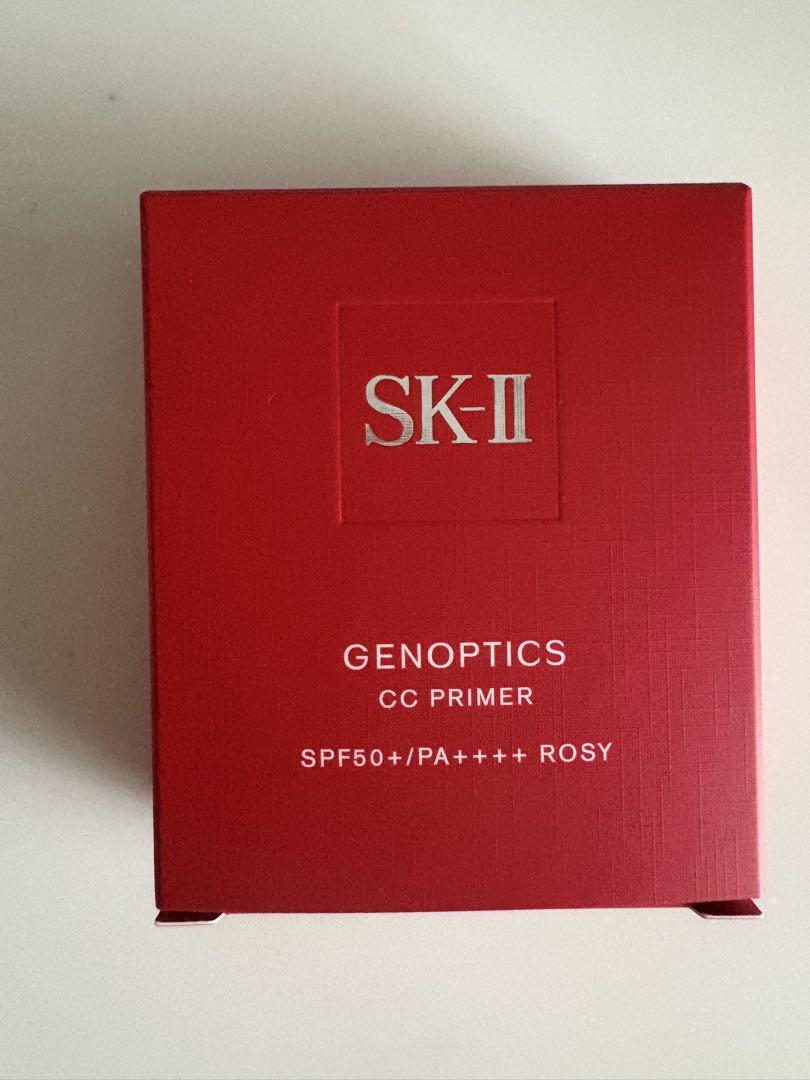 SK-II
GENOPTICS
CC PRIMER
SPF50+/PA++++ ROSY